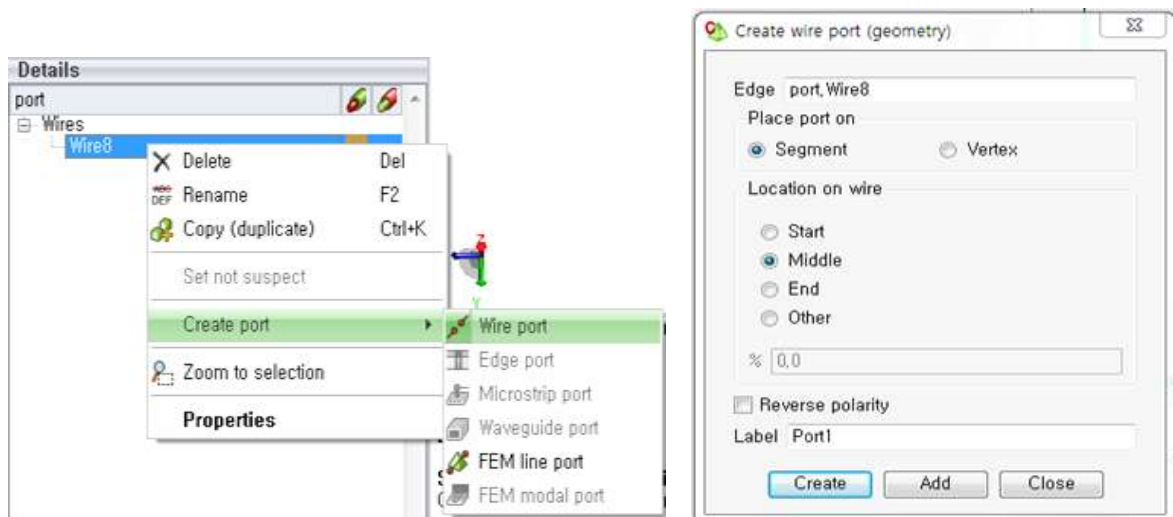 Details
port
Wires
Wire8
Delete Del
ABC DEF Rename F2
Copy (duplicate) Ctrl+K
Set not suspect
Create port
Zoom to selection
Properties
Z
Y
Wire port
Edge port
Microstrip port
Waveguide port
FEM line port
FEM modal port
Create wire port (geometry)
Edge port,Wire8
Place port on
Segment Vertex
Location on wire
Start
Middle
End
Other
% 0,0
Reverse polarity
Label Port1
Create Add Close